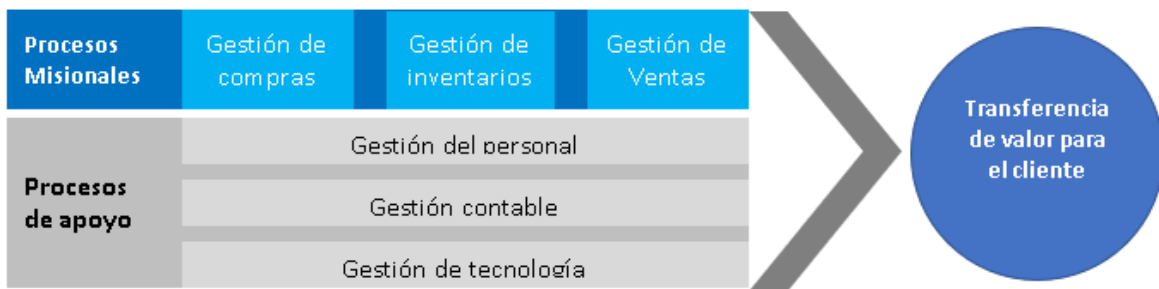 Procesos
Misionales
Gestión de
compras
Gestión de
inventarios
Gestión de
Ventas
Procesos
de apoyo
Gestión del personal
Gestión contable
Gestión de tecnología
Transferencia
de valor para
el cliente